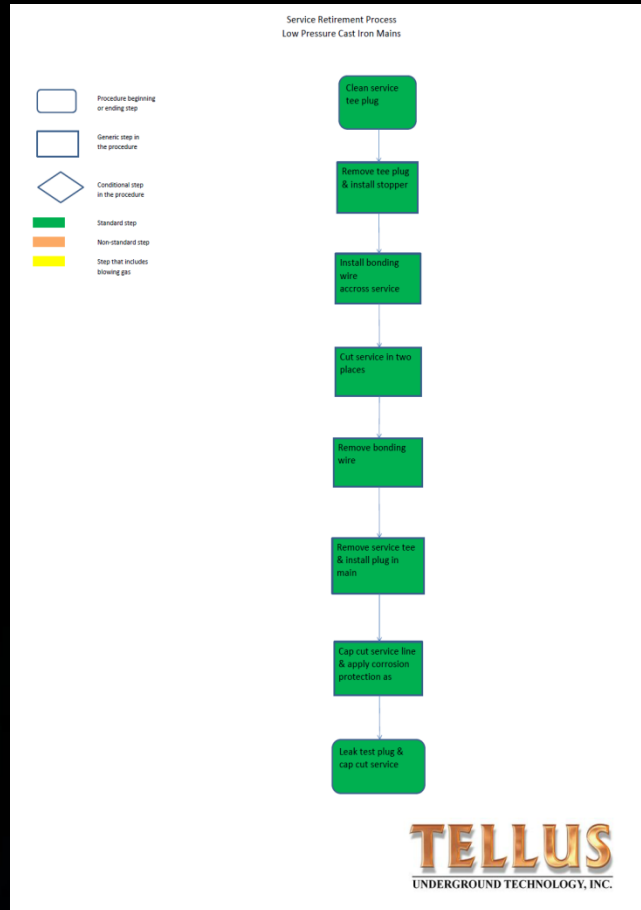 Service Retirement Process
Low Pressure Cast Iron Mains
Procedure beginning
or ending step
Generic step in
the procedure
Conditional step
in the procedure
Standard step
Non-standard step
Step that includes
blowing gas
Clean service
tee plug
Remove tee plug
& install stopper
Install bonding
wire
accross service
Cut service in two
places
Remove bonding
wire
Remove service tee
& install plug in
main
Cap cut service line
& apply corrosion
protection as
Leak test plug &
cap cut service
TELLUS
UNDERGROUND TECHNOLOGY, INC.